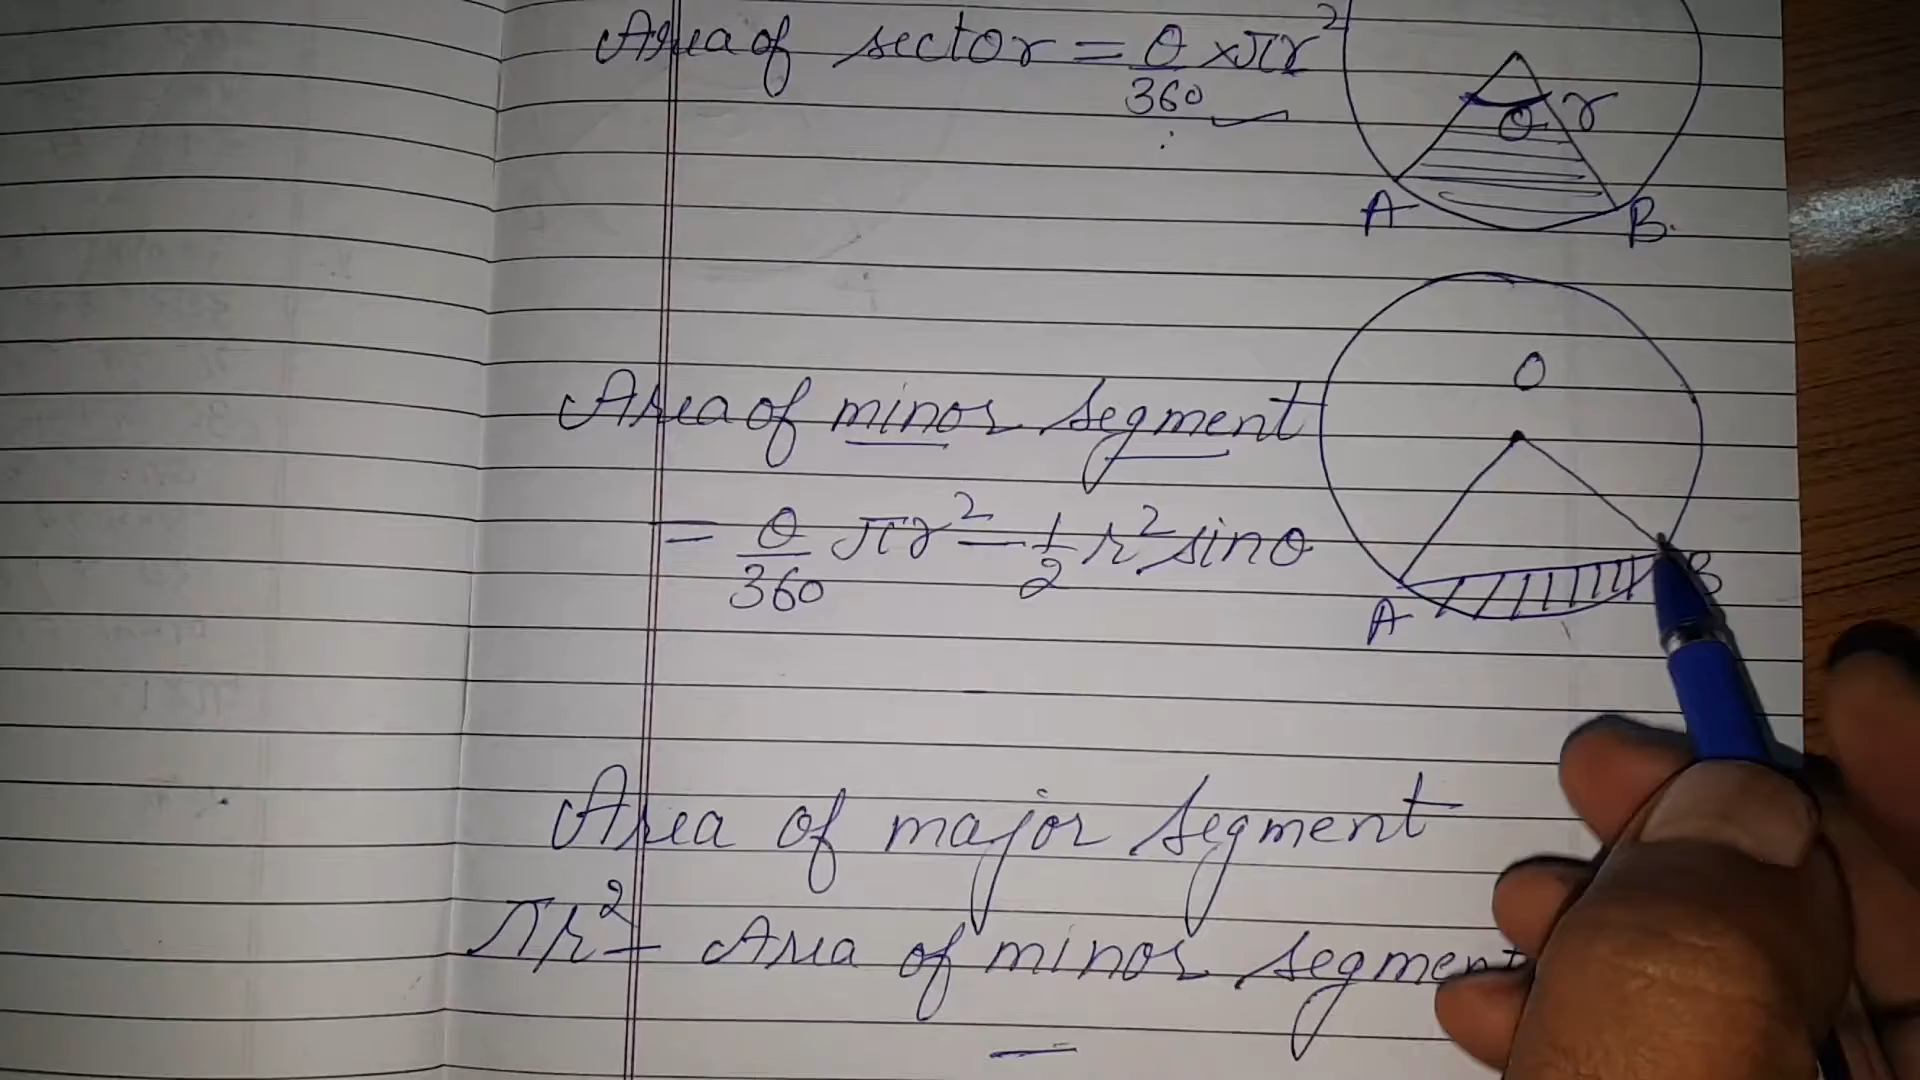 Area of sector = θ/360 × πr²
θ r
A B.
O
Area of minor segment
= θ/360 πr² – 1/2 r² sinθ
A B
Area of major segment
πr² – Area of minor segment